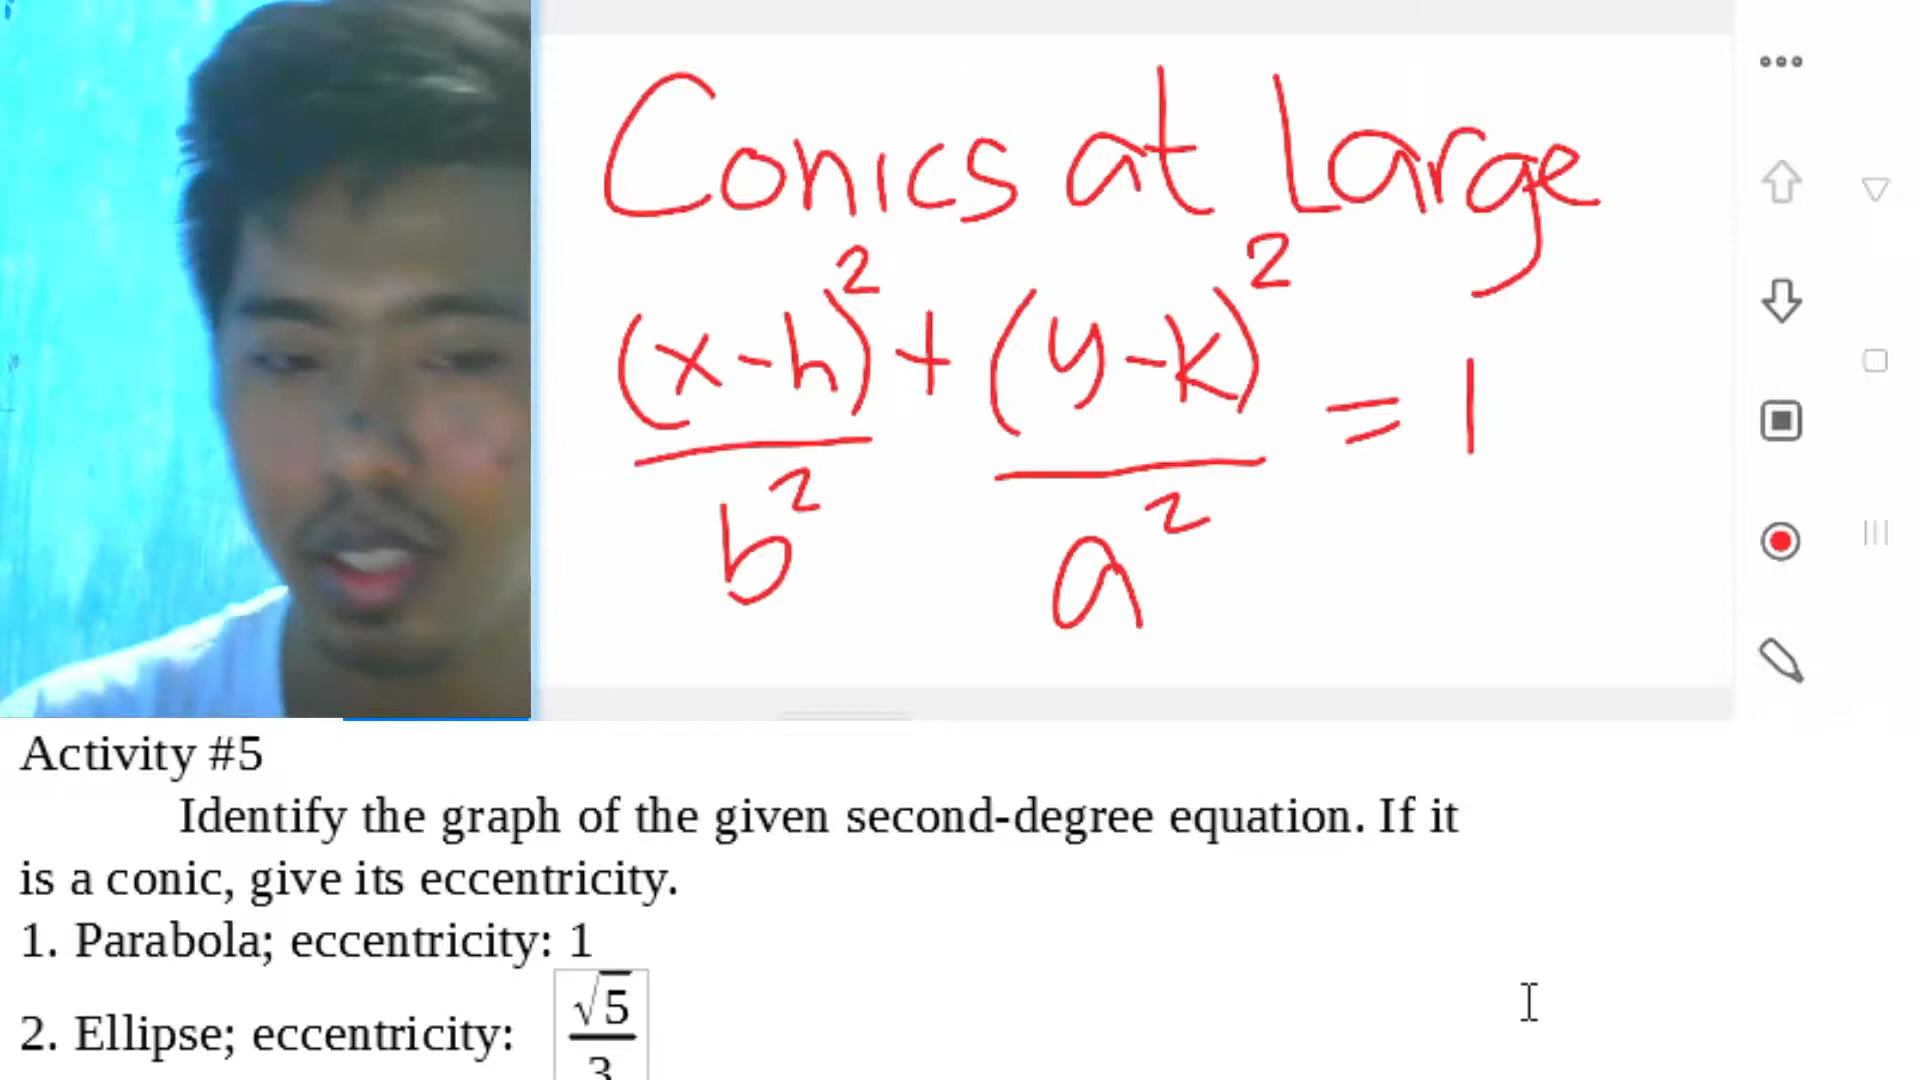 Conics at Large
(x-h)² + (y-k)² = 1
b² a²
Activity #5
Identify the graph of the given second-degree equation. If it
is a conic, give its eccentricity.
1. Parabola; eccentricity: 1
2. Ellipse; eccentricity: √5
3